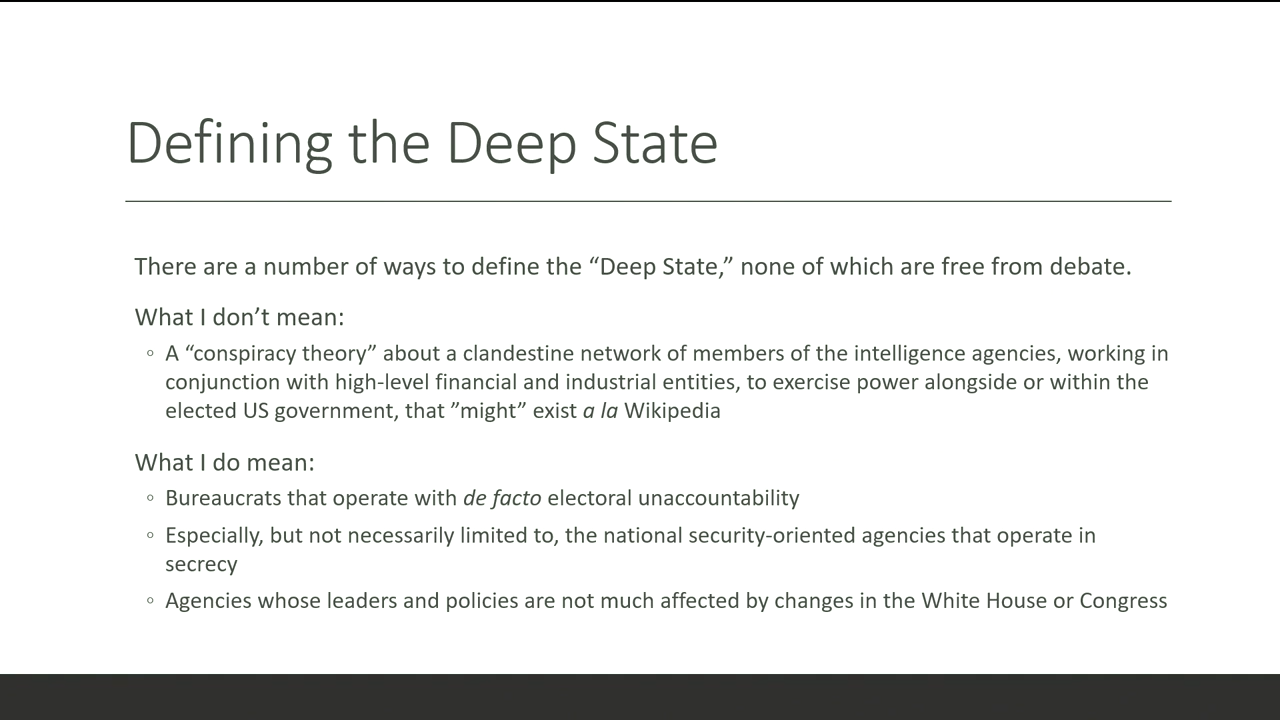 Defining the Deep State
There are a number of ways to define the “Deep State,” none of which are free from debate.
What I don’t mean:
◦ A “conspiracy theory” about a clandestine network of members of the intelligence agencies, working in
conjunction with high-level financial and industrial entities, to exercise power alongside or within the
elected US government, that ”might” exist a la Wikipedia
What I do mean:
◦ Bureaucrats that operate with de facto electoral unaccountability
◦ Especially, but not necessarily limited to, the national security-oriented agencies that operate in
secrecy
◦ Agencies whose leaders and policies are not much affected by changes in the White House or Congress